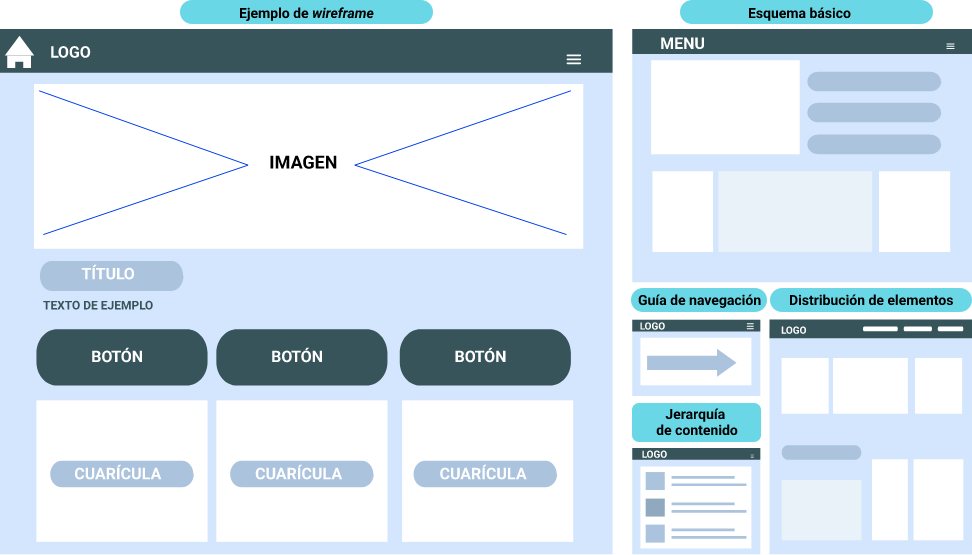 Ejemplo de wireframe
LOGO
IMAGEN
TÍTULO
TEXTO DE EJEMPLO
BOTÓN
BOTÓN
BOTÓN
CUARÍCULA
CUARÍCULA
CUARÍCULA
Esquema básico
MENU
Guía de navegación
LOGO
Jerarquía
de contenido
LOGO
Distribución de elementos
LOGO